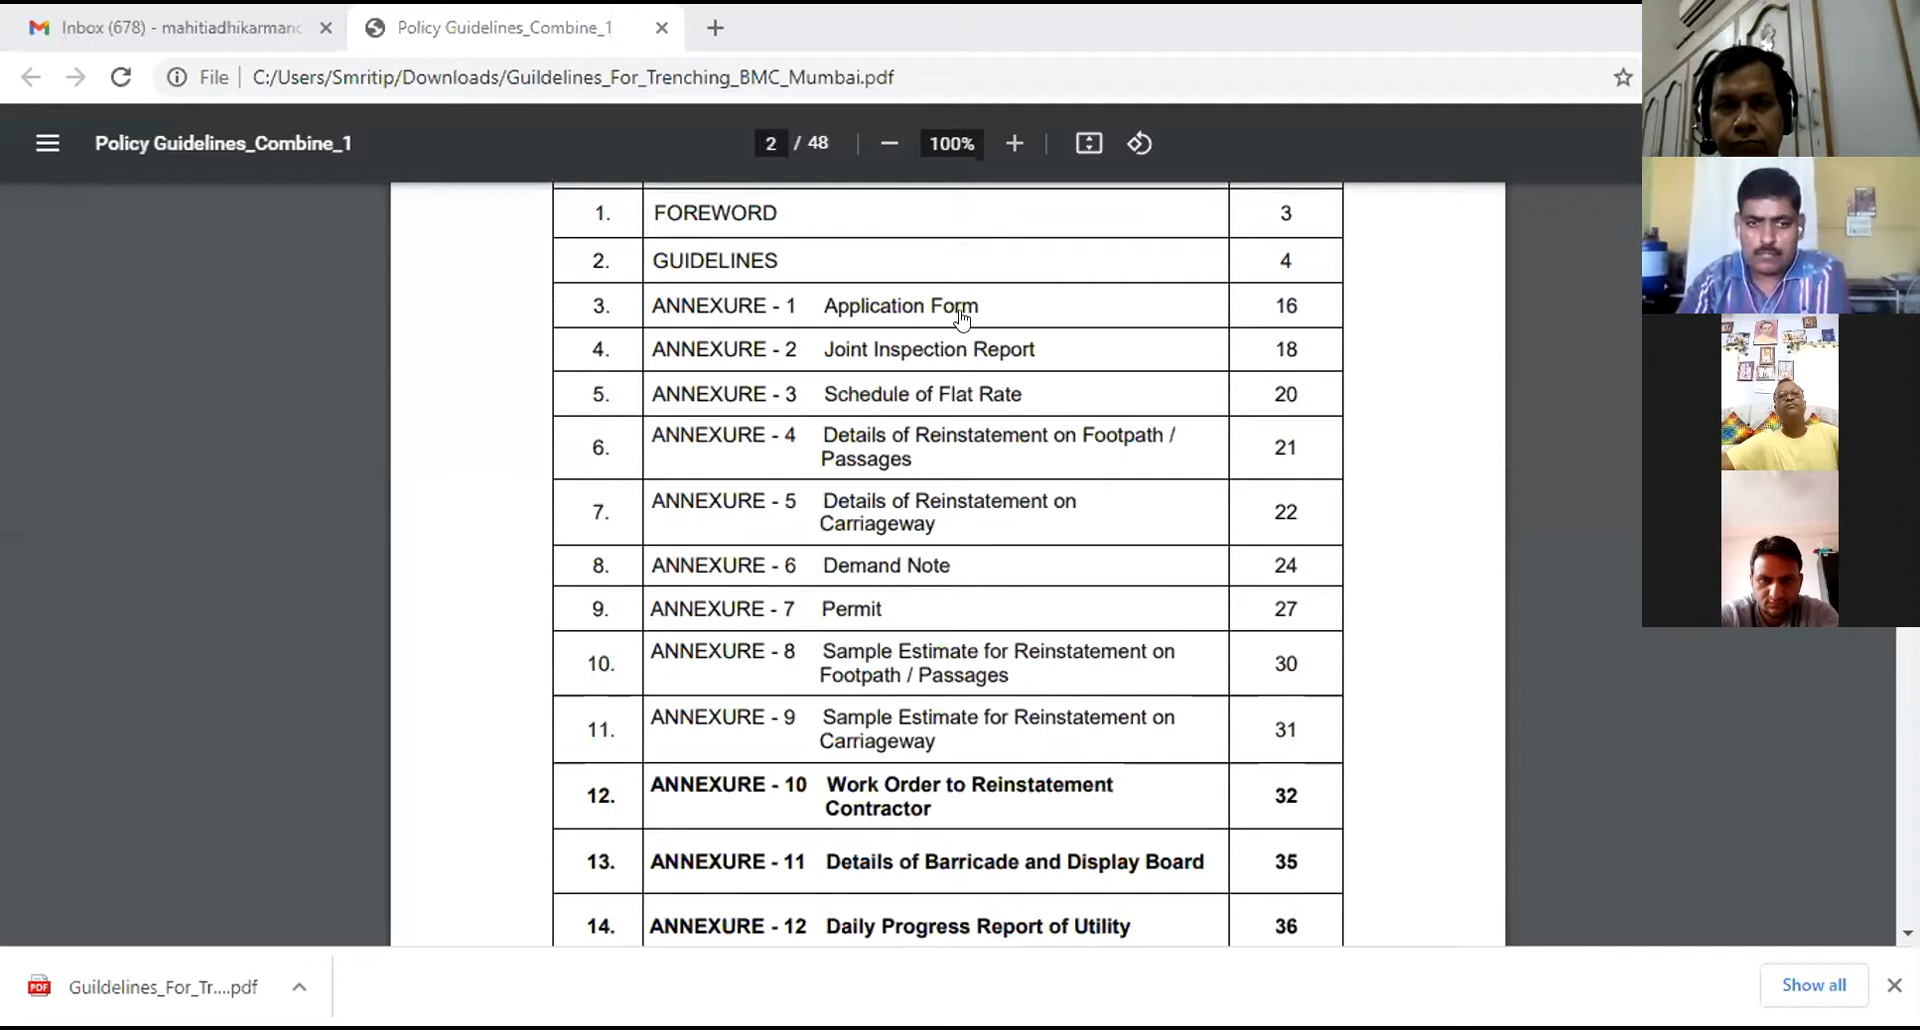 Inbox (678) - mahitiadhikarmanc
Policy Guidelines_Combine_1
File C:/Users/Smritip/Downloads/Guildelines_For_Trenching_BMC_Mumbai.pdf
Policy Guidelines_Combine_1
2 / 48
100%
1. FOREWORD 3
2. GUIDELINES 4
3. ANNEXURE - 1 Application Form 16
4. ANNEXURE - 2 Joint Inspection Report 18
5. ANNEXURE - 3 Schedule of Flat Rate 20
6. ANNEXURE - 4 Details of Reinstatement on Footpath / 21
Passages
7. ANNEXURE - 5 Details of Reinstatement on 22
Carriageway
8. ANNEXURE - 6 Demand Note 24
9. ANNEXURE - 7 Permit 27
10. ANNEXURE - 8 Sample Estimate for Reinstatement on 30
Footpath / Passages
11. ANNEXURE - 9 Sample Estimate for Reinstatement on 31
Carriageway
12. ANNEXURE - 10 Work Order to Reinstatement 32
Contractor
13. ANNEXURE - 11 Details of Barricade and Display Board 35
14. ANNEXURE - 12 Daily Progress Report of Utility 36
PDF Guildelines_For_Tr....pdf
Show all